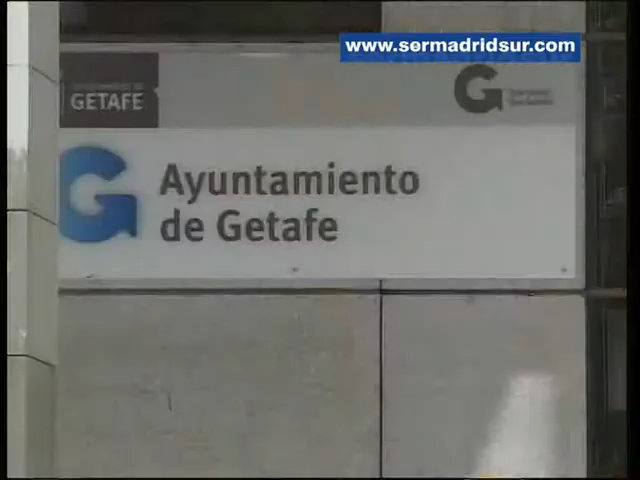 www.sermadridsur.com
GETAFE
G
G
Ayuntamiento
de Getafe